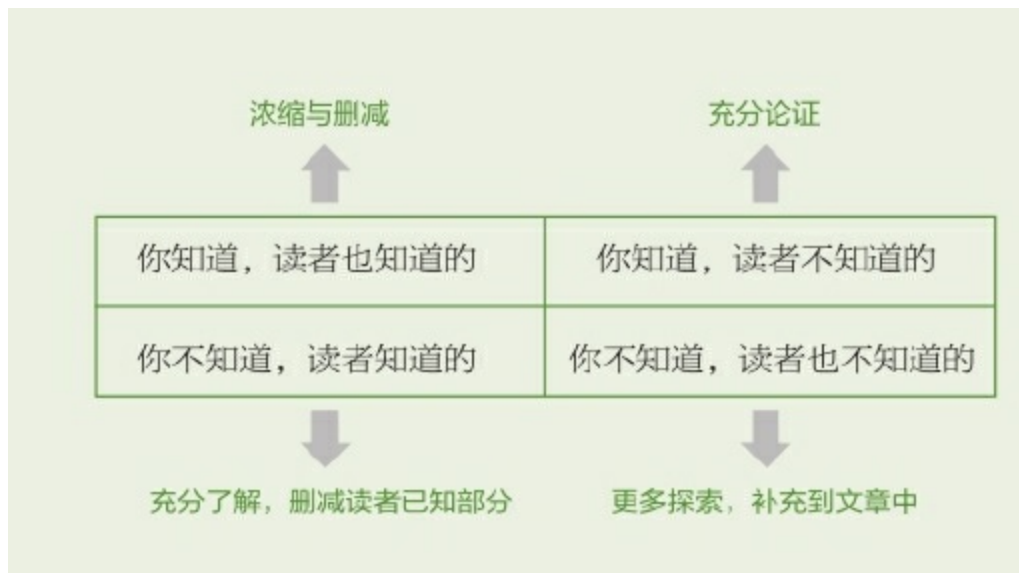 浓缩与删减
充分论证
你知道，读者也知道的
你知道，读者不知道的
你不知道，读者知道的
你不知道，读者也不知道的
充分了解，删减读者已知部分
更多探索，补充到文章中